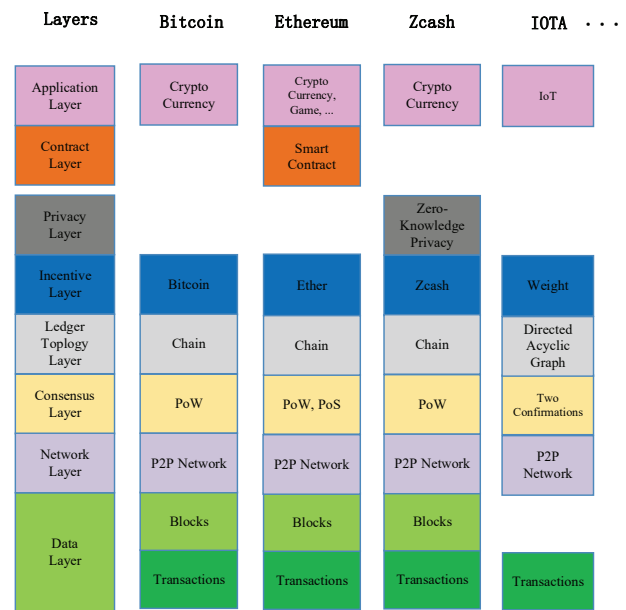 Layers Bitcoin Ethereum Zcash IOTA ...
Application
Layer
Crypto
Currency
Crypto
Currency,
Game, ...
Crypto
Currency
IoT
Contract
Layer
Smart
Contract
Privacy
Layer
Zero-
Knowledge
Privacy
Incentive
Layer
Bitcoin
Ether
Zcash
Weight
Ledger
Toplogy
Layer
Chain
Chain
Chain
Directed
Acyclic
Graph
Consensus
Layer
PoW
PoW, PoS
PoW
Two
Confirmations
Network
Layer
P2P Network
P2P Network
P2P Network
P2P
Network
Data
Layer
Blocks
Blocks
Blocks
Transactions
Transactions
Transactions
Transactions